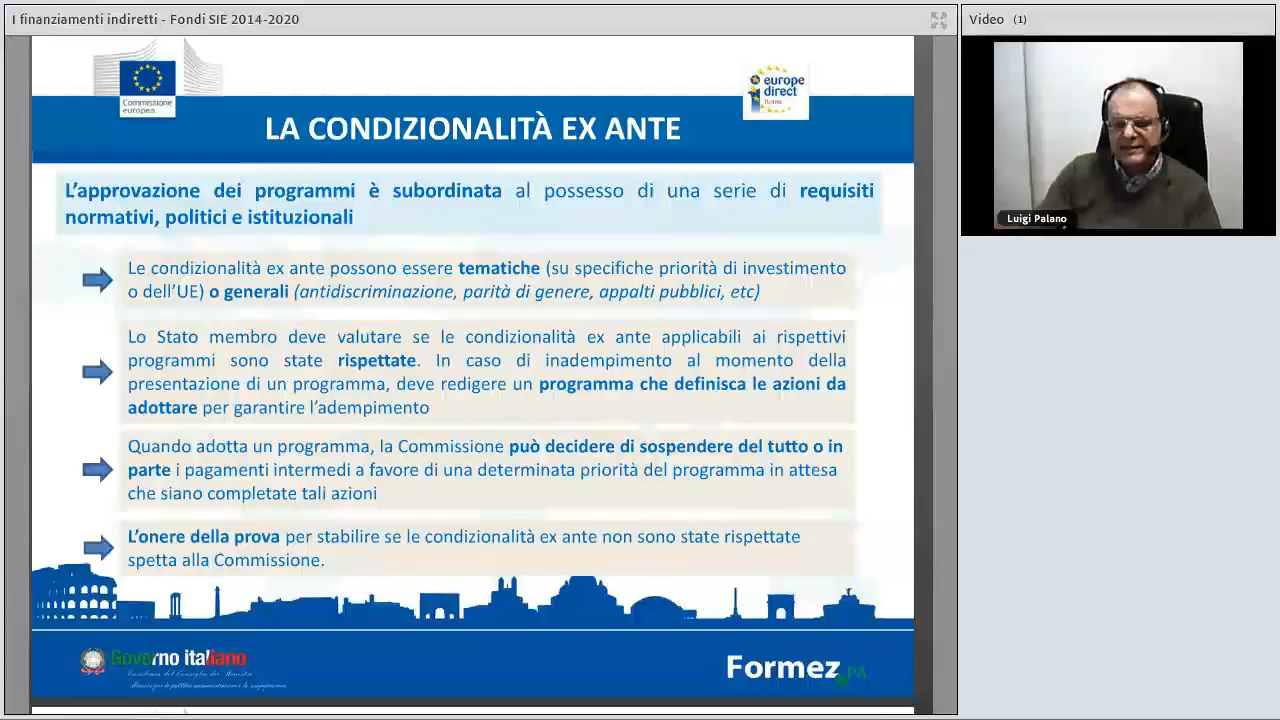 I finanziamenti indiretti - Fondi SIE 2014-2020
Video (1)
Commissione
europea
europe
direct
Roma
LA CONDIZIONALITÀ EX ANTE
L'approvazione dei programmi è subordinata al possesso di una serie di requisiti
normativi, politici e istituzionali
Le condizionalità ex ante possono essere tematiche (su specifiche priorità di investimento
o dell'UE) o generali (antidiscriminazione, parità di genere, appalti pubblici, etc)
Lo Stato membro deve valutare se le condizionalità ex ante applicabili ai rispettivi
programmi sono state rispettate. In caso di inadempimento al momento della
presentazione di un programma, deve redigere un programma che definisca le azioni da
adottare per garantire l'adempimento
Quando adotta un programma, la Commissione può decidere di sospendere del tutto o in
parte i pagamenti intermedi a favore di una determinata priorità del programma in attesa
che siano completate tali azioni
L'onere della prova per stabilire se le condizionalità ex ante non sono state rispettate
spetta alla Commissione.
Governo italiano
Presidenza del Consiglio dei Ministri
Formez PA
Luigi Palano